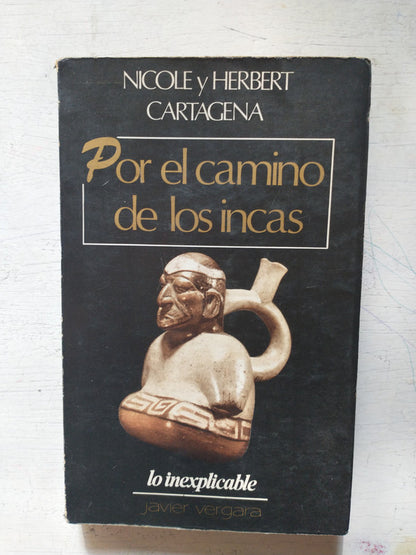 NICOLE y HERBERT
CARTAGENA
Por el camino
de los incas
lo inexplicable
javier vergara